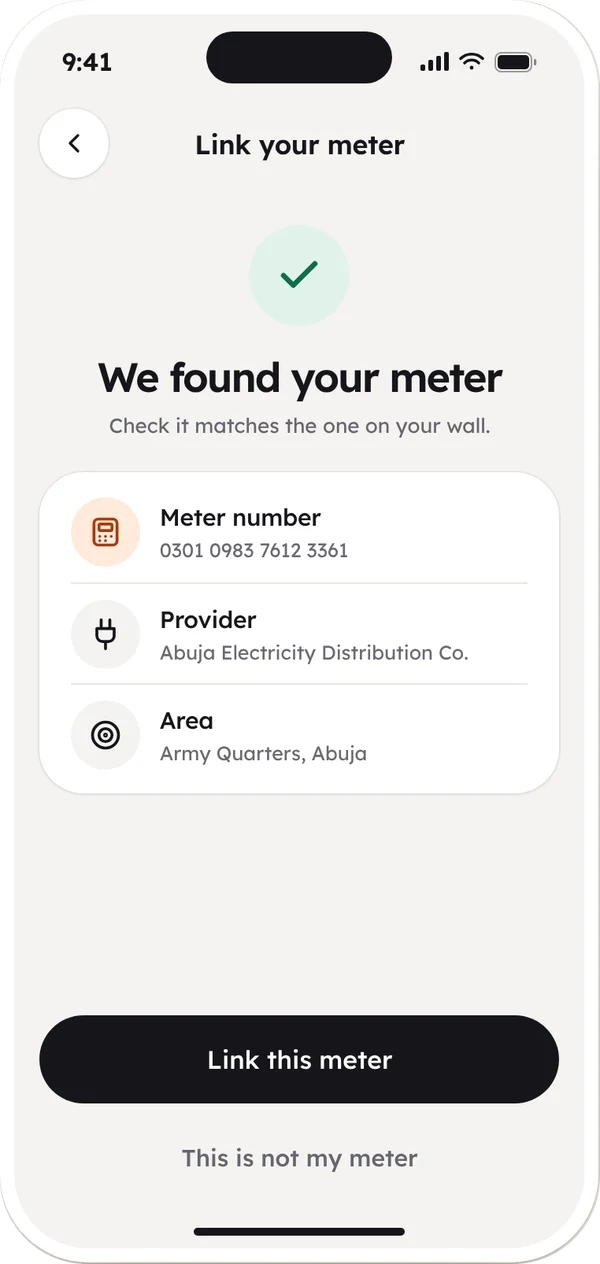 9:41
Link your meter
We found your meter
Check it matches the one on your wall.
Meter number
0301 0983 7612 3361
Provider
Abuja Electricity Distribution Co.
Area
Army Quarters, Abuja
Link this meter
This is not my meter